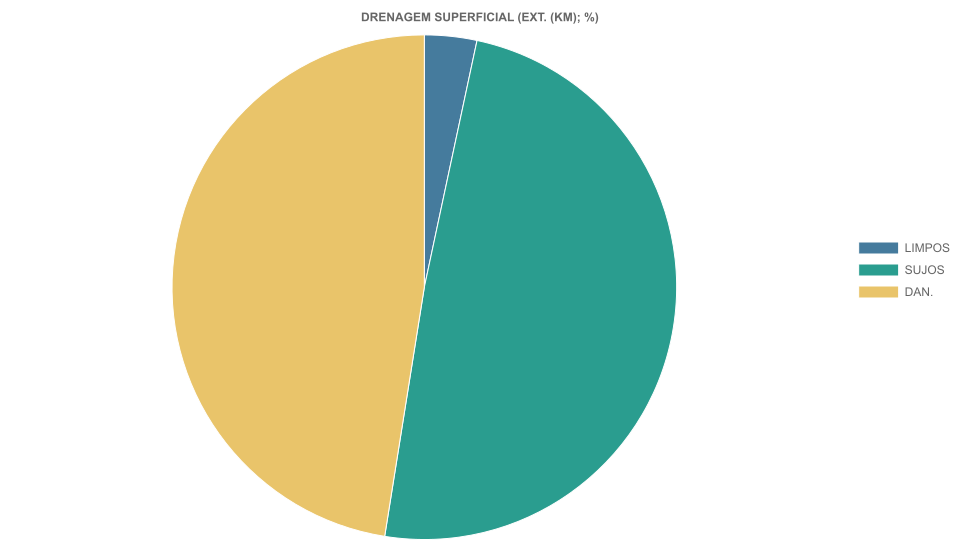 DRENAGEM SUPERFICIAL (EXT. (KM); %)
LIMPOS
SUJOS
DAN.